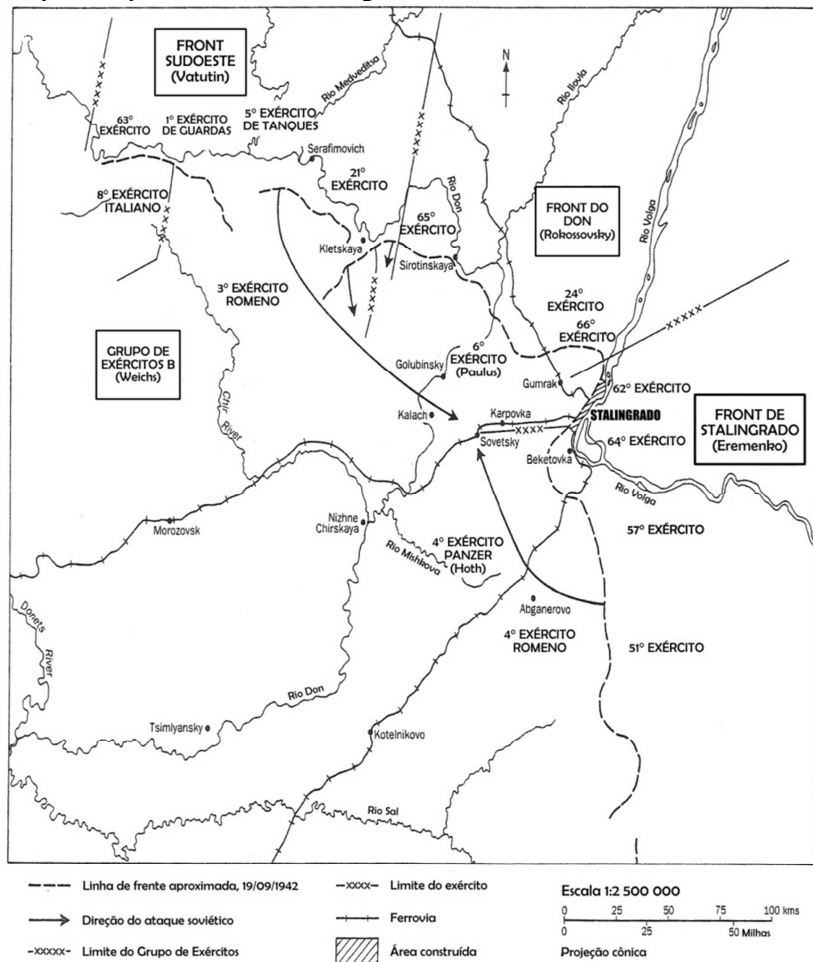 FRONT
SUDOESTE
(Vatutin)
Rio Medveditsa
N
Rio Ilovla
63º EXÉRCITO
1º EXÉRCITO
DE GUARDAS
5º EXÉRCITO
DE TANQUES
Serafimovich
21º
EXÉRCITO
8º EXÉRCITO
ITALIANO
Rio Don
65º
EXÉRCITO
FRONT DO
DON
(Rokossovsky)
Rio Volga
Kletskaya
Sirotinskaya
3º EXÉRCITO
ROMENO
24º
EXÉRCITO
66º
EXÉRCITO
GRUPO DE
EXÉRCITOS B
(Weichs)
6º
EXÉRCITO
(Paulus)
Golubinsky
Gumrak
62º EXÉRCITO
Chir
River
Kalach
Karpovka
STALINGRADO
FRONT DE
STALINGRADO
(Eremenko)
Sovetsky
64º EXÉRCITO
Beketovka
Rio Volga
Morozovsk
Nizhne
Chirskaya
4º EXÉRCITO
PANZER
(Hoth)
Rio Mishkova
57º EXÉRCITO
Abganerovo
Donets
River
4º EXÉRCITO
ROMENO
51º EXÉRCITO
Rio Don
Tsimlyansky
Kotelnikovo
Rio Sal
Linha de frente aproximada, 19/09/1942
-xxxx- Limite do exército
Escala 1:2 500 000
Direção do ataque soviético
Ferrovia
0 25 50 75 100 kms
0 25 50 Milhas
-xxxxx- Limite do Grupo de Exércitos
Área construída
Projeção cônica